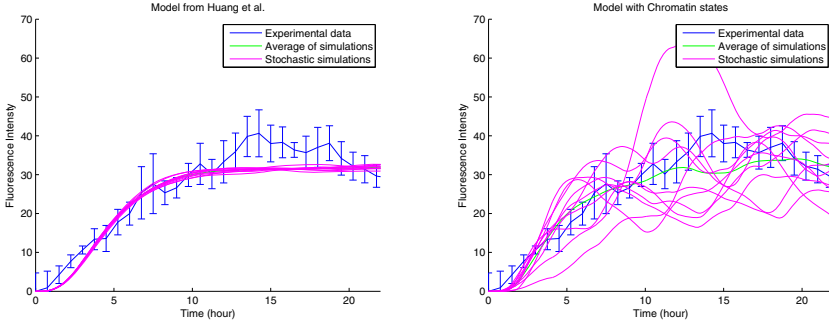 Model from Huang et al.
70
60
50
40
30
20
10
0
Fluorescence Intensity
Experimental data
Average of simulations
Stochastic simulations
0 5 10 15 20
Time (hour)
Model with Chromatin states
70
60
50
40
30
20
10
0
Fluorescence Intensity
Experimental data
Average of simulations
Stochastic simulations
0 5 10 15 20
Time (hour)